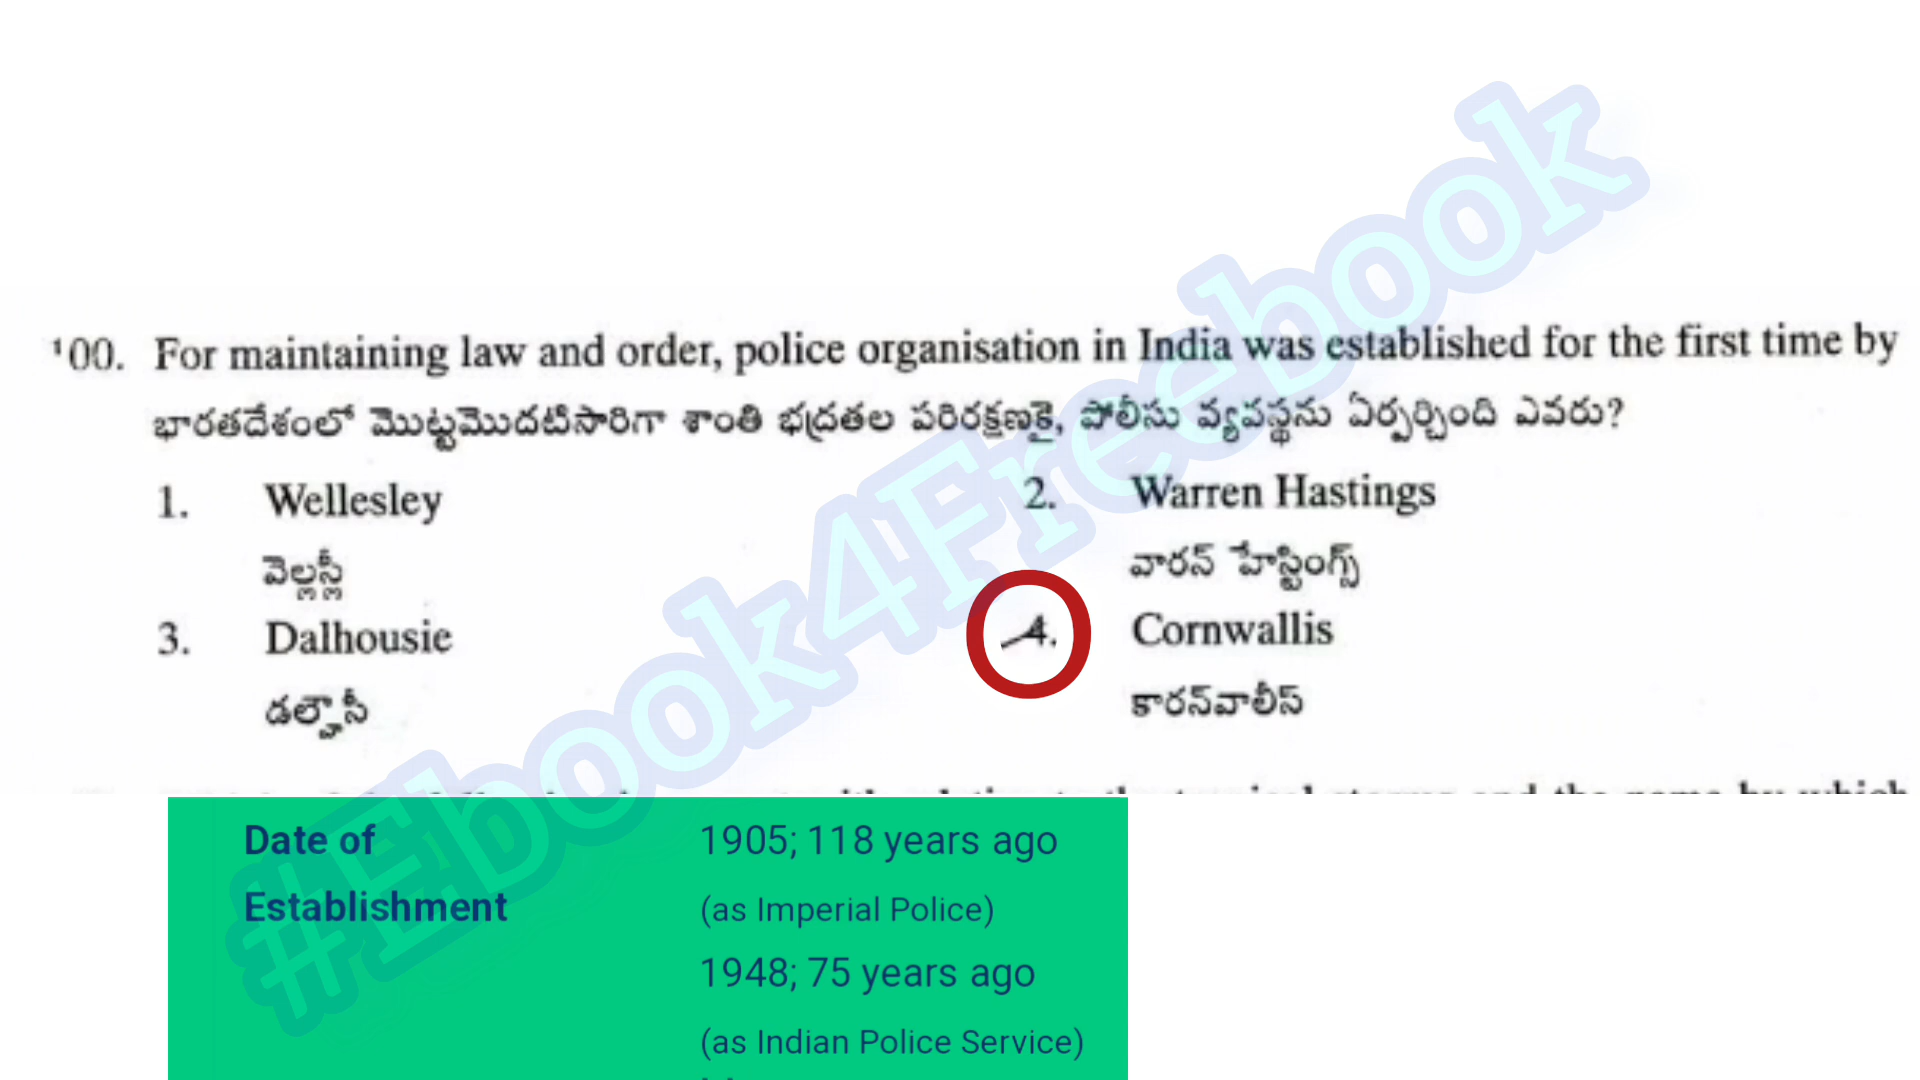 100. For maintaining law and order, police organisation in India was established for the first time by
భారతదేశంలో మొట్టమొదటిసారిగా శాంతి భద్రతల పరిరక్షణకై, పోలీసు వ్యవస్థను ఏర్పర్చింది ఎవరు?
1. Wellesley 2. Warren Hastings
వెల్లస్లీ వారన్ హేస్టింగ్స్
3. Dalhousie 4. Cornwallis
డల్హౌసీ కారన్‌వాలీస్
#Ebook4Freebook
Date of 1905; 118 years ago
Establishment (as Imperial Police)
1948; 75 years ago
(as Indian Police Service)